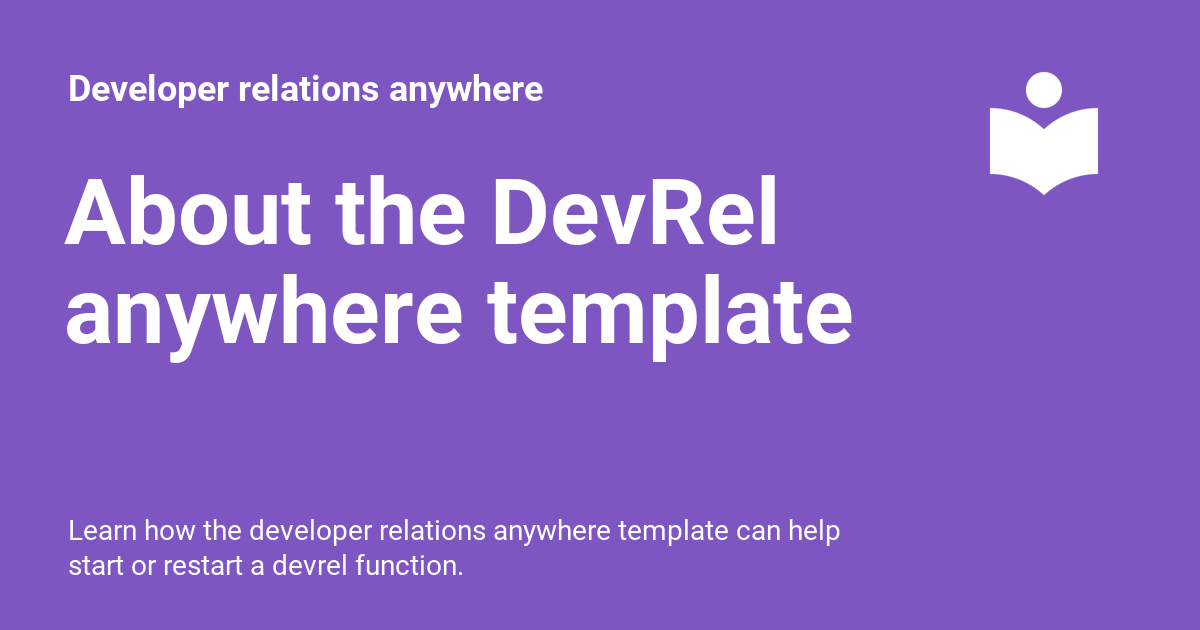 Developer relations anywhere
About the DevRel
anywhere template
Learn how the developer relations anywhere template can help
start or restart a devrel function.